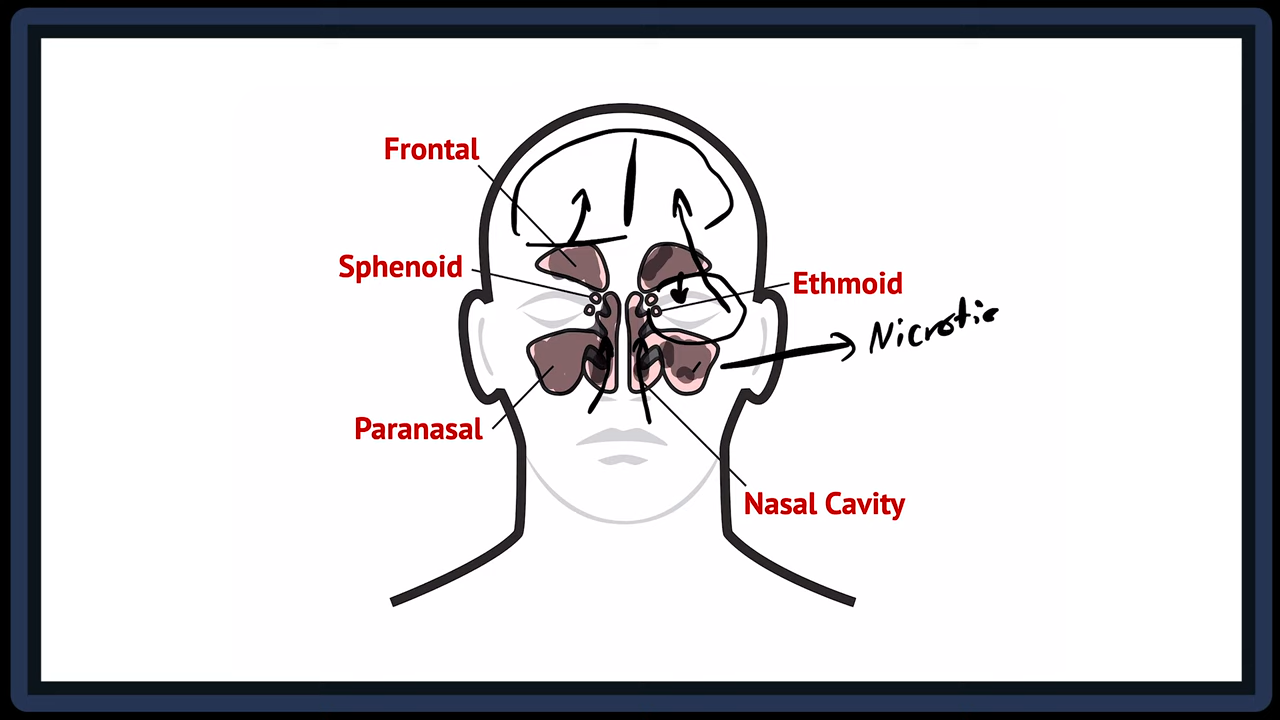 Frontal
Sphenoid
Ethmoid
Nicrotic
Paranasal
Nasal Cavity